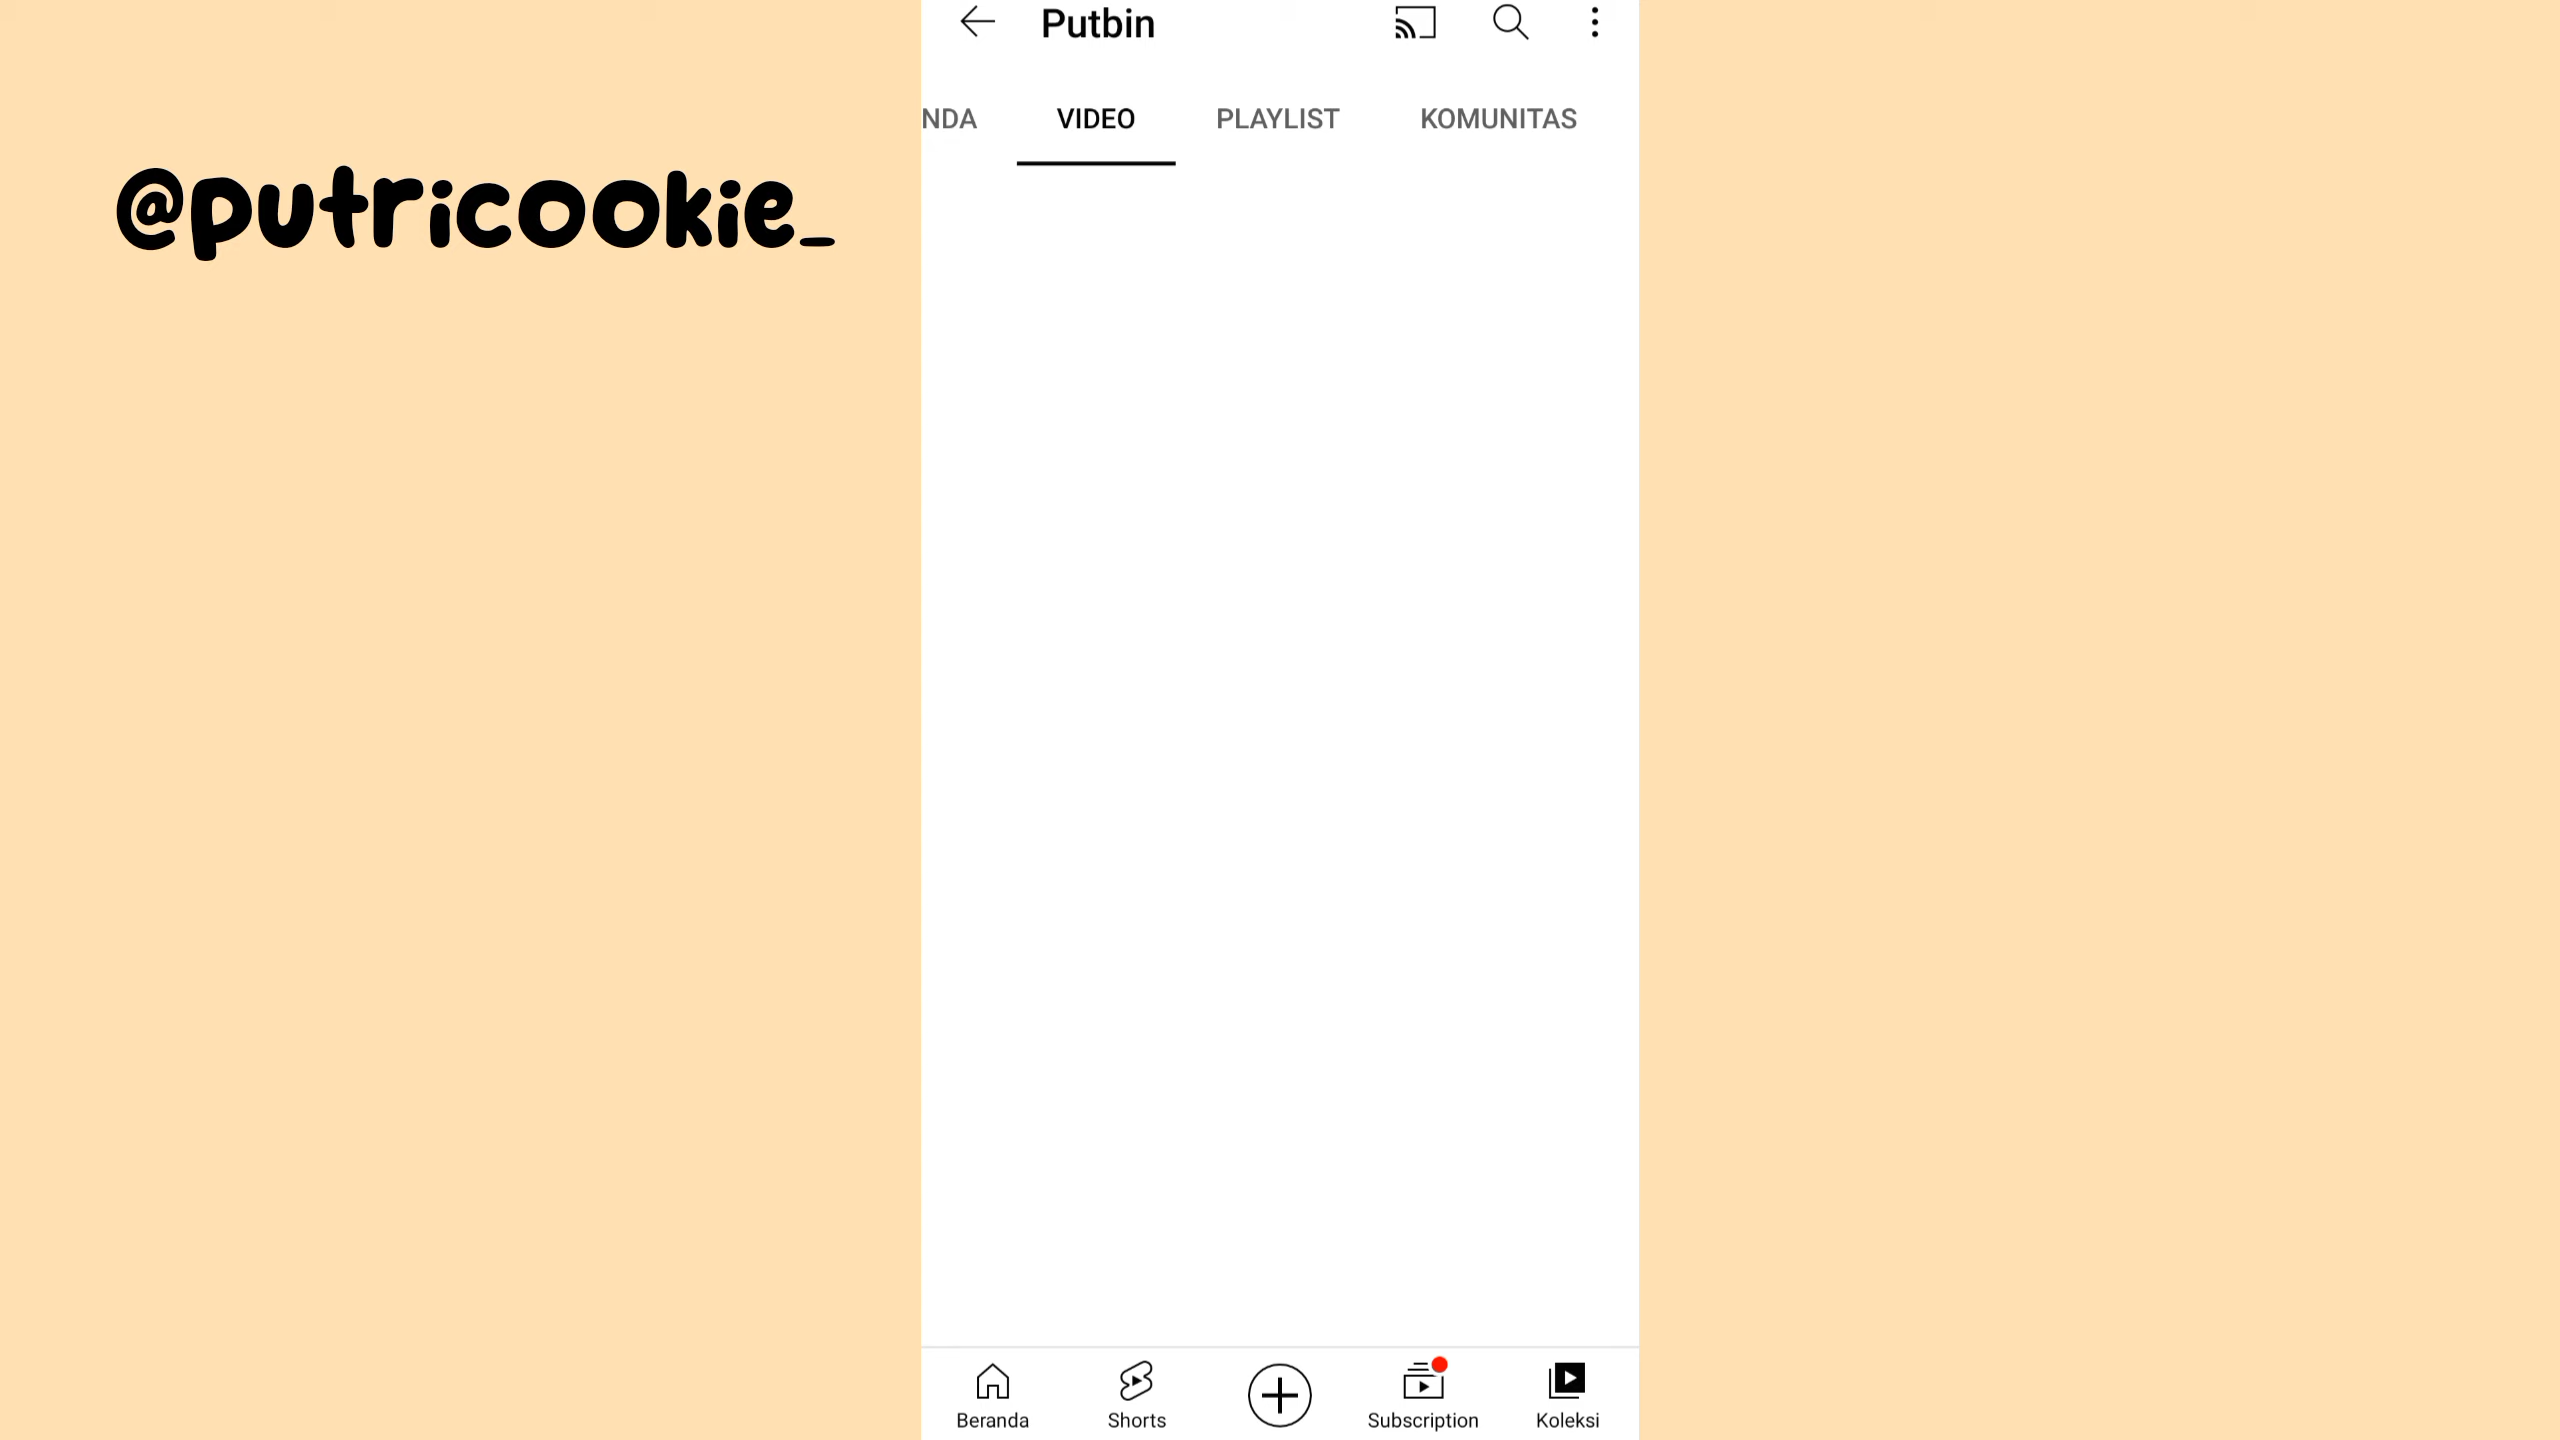 Putbin
NDA VIDEO PLAYLIST KOMUNITAS
@putricookie_
Beranda Shorts Subscription Koleksi